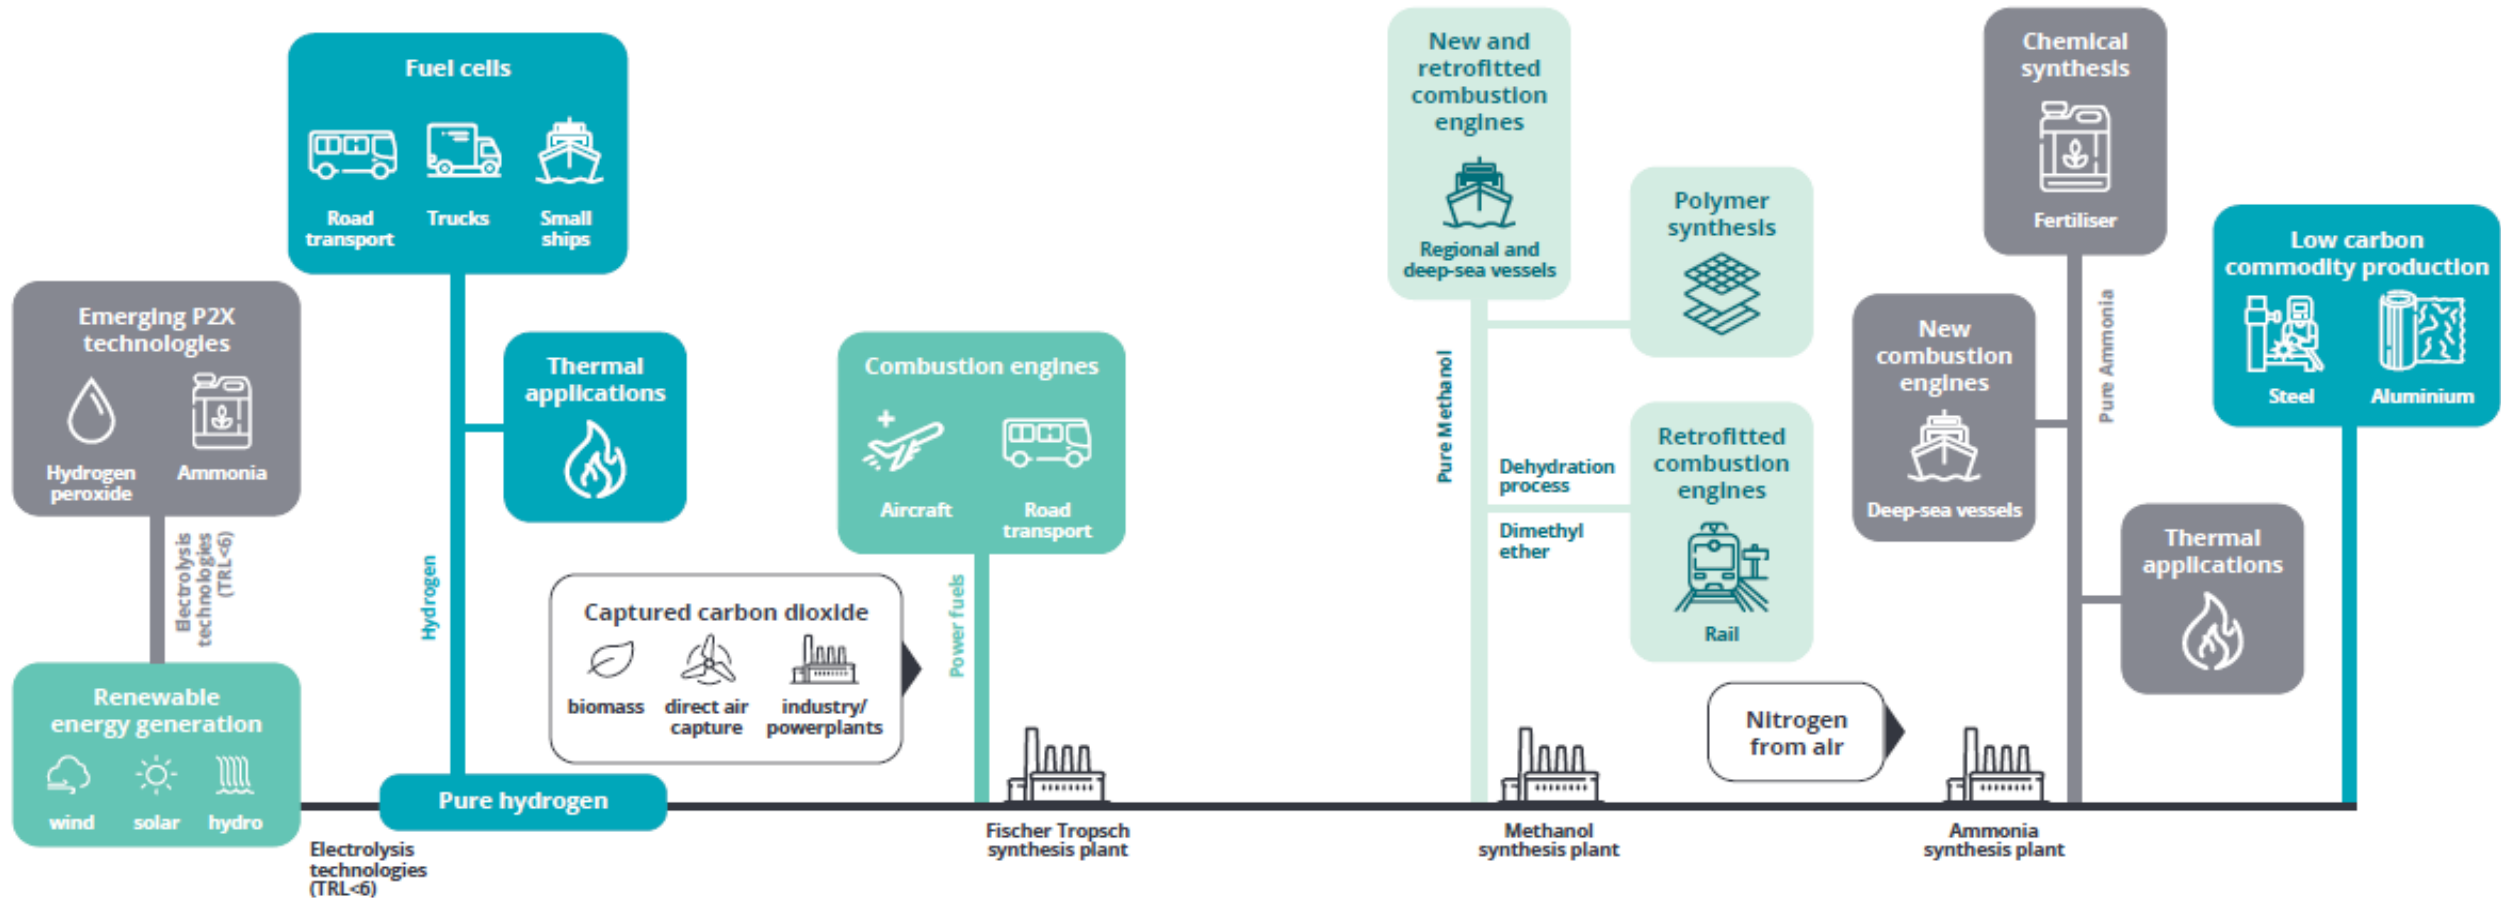 Fuel cells
Road
transport
Trucks
Small
ships
Emerging P2X
technologies
Hydrogen
peroxide
Ammonia
Electrolysis
technologies
(TRL<6)
Renewable
energy generation
wind
solar
hydro
Electrolysis
technologies
(TRL<6)
Hydrogen
Pure hydrogen
Thermal
applications
Captured carbon dioxide
biomass
direct air
capture
industry/
powerplants
Combustion engines
Aircraft
Road
transport
Power fuels
Fischer Tropsch
synthesis plant
New and
retrofitted
combustion
engines
Regional and
deep-sea vessels
Pure Methanol
Polymer
synthesis
Dehydration
process
Dimethyl
ether
Retrofitted
combustion
engines
Rail
Methanol
synthesis plant
Nitrogen
from air
Ammonia
synthesis plant
Chemical
synthesis
Fertiliser
New
combustion
engines
Deep-sea vessels
Pure Ammonia
Thermal
applications
Low carbon
commodity production
Steel
Aluminium